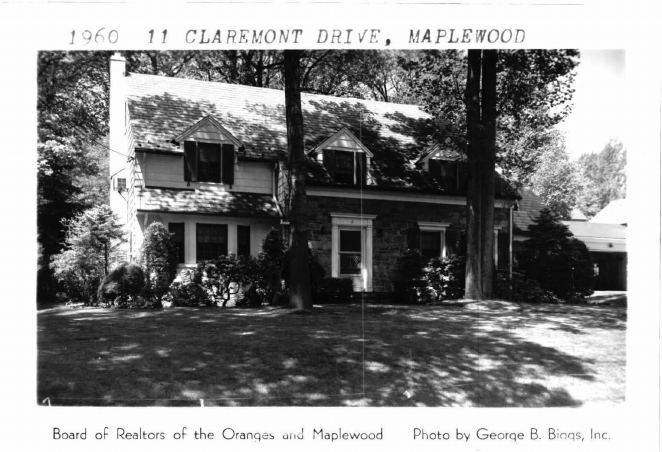 1960 11 CLAREMONT DRIVE, MAPLEWOOD
Board of Realtors of the Oranges and Maplewood Photo by George B. Biggs, Inc.